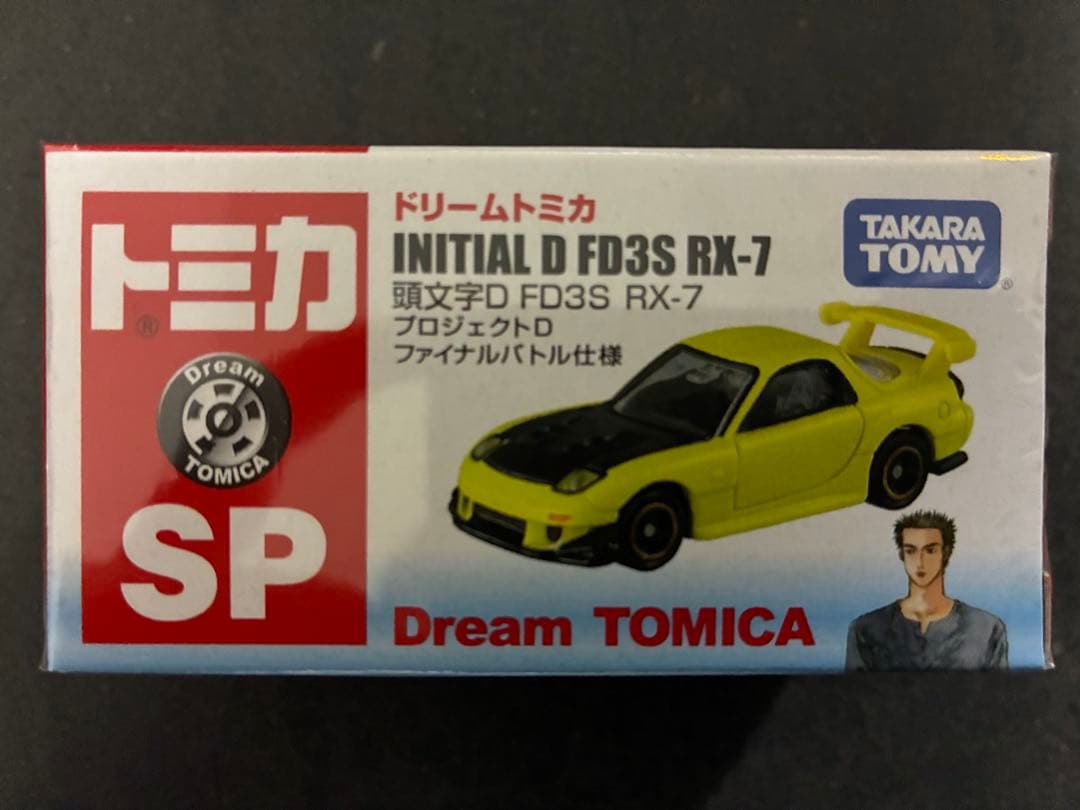 トミカ
®
Dream
TOMICA
SP
ドリームトミカ
INITIAL D FD3S RX-7
頭文字D FD3S RX-7
プロジェクトD
ファイナルバトル仕様
TAKARA
TOMY
®
Dream TOMICA